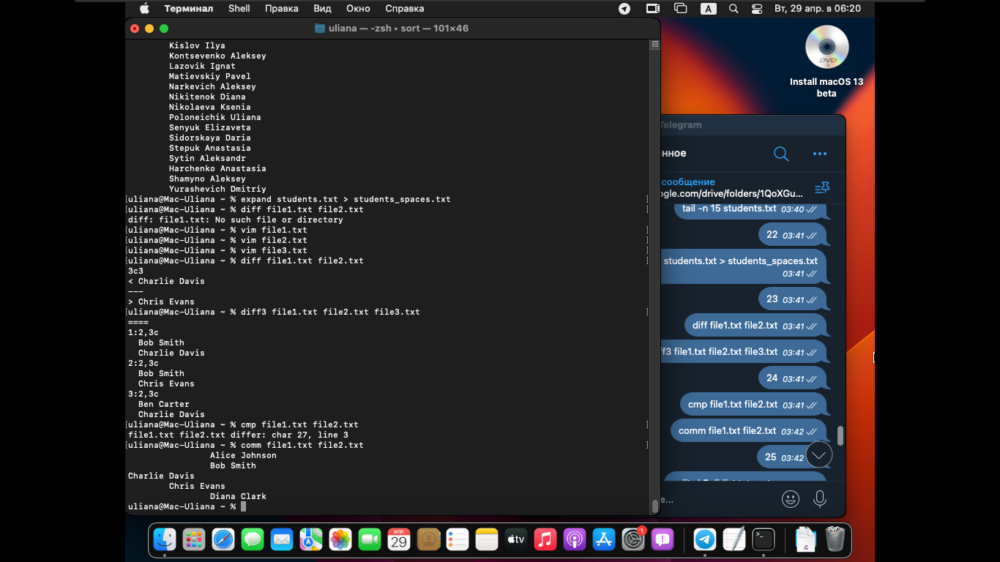 Терминал Shell Правка Вид Окно Справка A Вт, 29 апр. в 06:20
uliana — -zsh ▸ sort — 101×46
Kislov Ilya
Kontsevenko Aleksey
Lazovik Ignat
Matievskiy Pavel
Narkevich Aleksey
Nikitenok Diana
Nikolaeva Ksenia
Poloneichik Uliana
Senyuk Elizaveta
Sidorskaya Daria
Stepuk Anastasia
Sytin Aleksandr
Harchenko Anastasia
Shamyno Aleksey
Yurashevich Dmitriy
[uliana@Mac-Uliana ~ % expand students.txt > students_spaces.txt ]
[uliana@Mac-Uliana ~ % diff file1.txt file2.txt ]
diff: file1.txt: No such file or directory
[uliana@Mac-Uliana ~ % vim file1.txt ]
[uliana@Mac-Uliana ~ % vim file2.txt ]
[uliana@Mac-Uliana ~ % vim file3.txt ]
[uliana@Mac-Uliana ~ % diff file1.txt file2.txt ]
3c3
< Charlie Davis
---
> Chris Evans
[uliana@Mac-Uliana ~ % diff3 file1.txt file2.txt file3.txt ]
====
1:2,3c
Bob Smith
Charlie Davis
2:2,3c
Bob Smith
Chris Evans
3:2,3c
Ben Carter
Charlie Davis
[uliana@Mac-Uliana ~ % cmp file1.txt file2.txt ]
file1.txt file2.txt differ: char 27, line 3
[uliana@Mac-Uliana ~ % comm file1.txt file2.txt ]
Alice Johnson
Bob Smith
Charlie Davis
Chris Evans
Diana Clark
uliana@Mac-Uliana ~ %
DVD
Install macOS 13
beta
Telegram
нное
сообщение
ogle.com/drive/folders/1QoXGu...
tail -n 15 students.txt 03:40
22 03:41
students.txt > students_spaces.txt
03:41
23 03:41
diff file1.txt file2.txt 03:41
ff3 file1.txt file2.txt file3.txt 03:41
24 03:41
cmp file1.txt file2.txt 03:41
comm file1.txt file2.txt 03:42
25 03:42
е...
АПР.
29
tv
1
.c